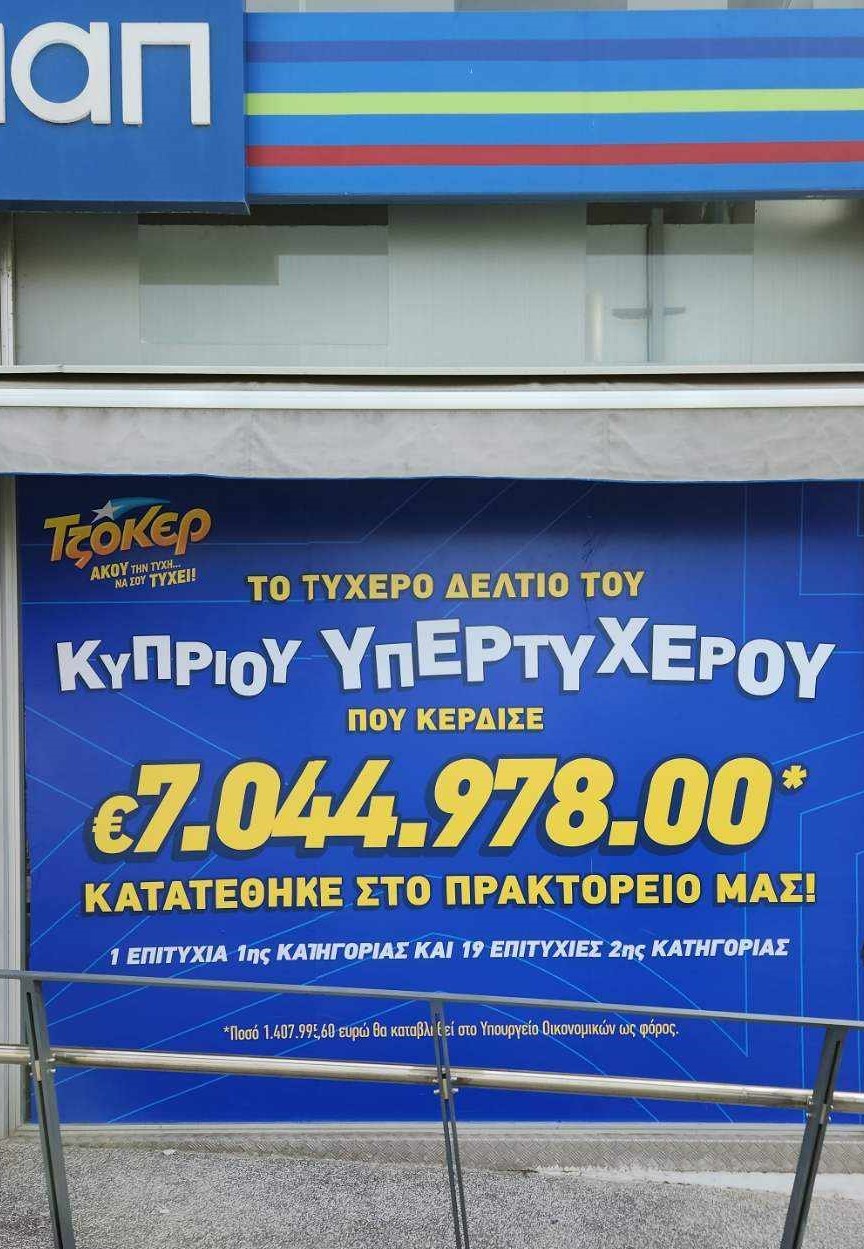 απ
ΤζΟΚερ
ΑΚΟΥ ΤΗΝ ΤΥΧΗ...
ΝΑ ΣΟΥ ΤΥΧΕΙ!
ΤΟ ΤΥΧΕΡΟ ΔΕΛΤΙΟ ΤΟΥ
ΚΥΠΡΙΟΥ ΥΠΕΡΤΥΧΕΡΟΥ
ΠΟΥ ΚΕΡΔΙΣΕ
€7.044.978.00*
ΚΑΤΑΤΕΘΗΚΕ ΣΤΟ ΠΡΑΚΤΟΡΕΙΟ ΜΑΣ!
1 ΕΠΙΤΥΧΙΑ 1ης ΚΑΤΗΓΟΡΙΑΣ ΚΑΙ 19 ΕΠΙΤΥΧΙΕΣ 2ης ΚΑΤΗΓΟΡΙΑΣ
*Ποσό 1.407.995,60 ευρώ θα καταβληθεί στο Υπουργείο Οικονομικών ως φόρος.